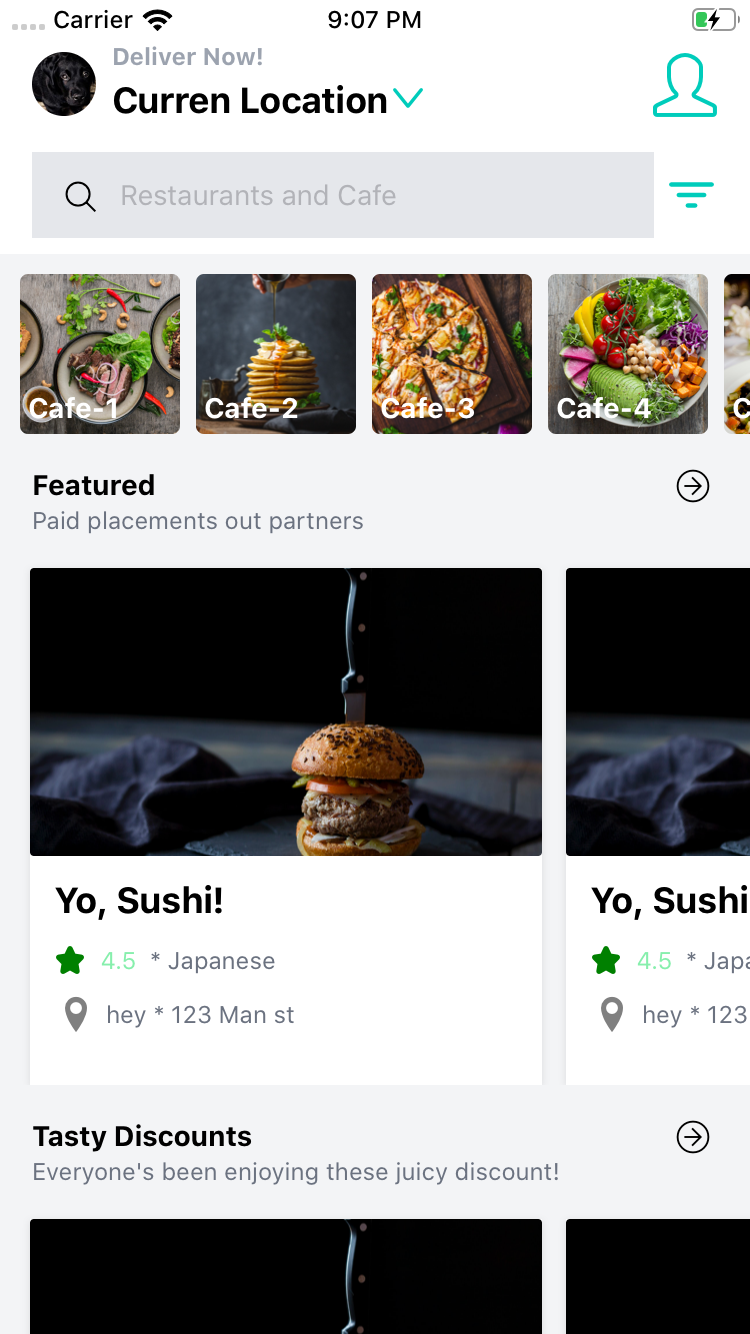 Carrier
9:07 PM
Deliver Now!
Curren Location
Restaurants and Cafe
Cafe-1
Cafe-2
Cafe-3
Cafe-4
C
Featured
Paid placements out partners
Yo, Sushi!
4.5 * Japanese
hey * 123 Man st
Yo, Sushi
4.5 * Japa
hey * 123
Tasty Discounts
Everyone's been enjoying these juicy discount!